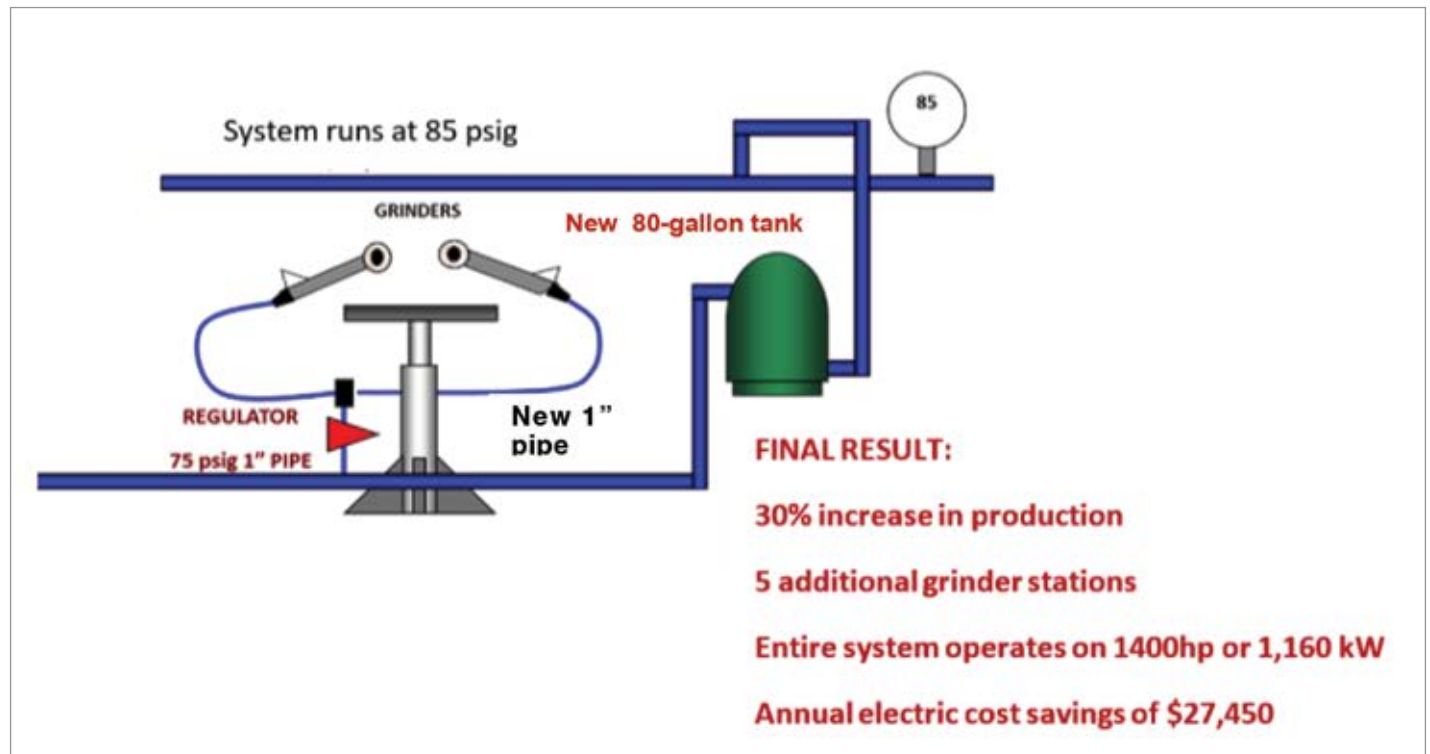 85
System runs at 85 psig
GRINDERS
New 80-gallon tank
REGULATOR
75 psig 1" PIPE
New 1”
pipe
FINAL RESULT:
30% increase in production
5 additional grinder stations
Entire system operates on 1400hp or 1,160 kW
Annual electric cost savings of $27,450